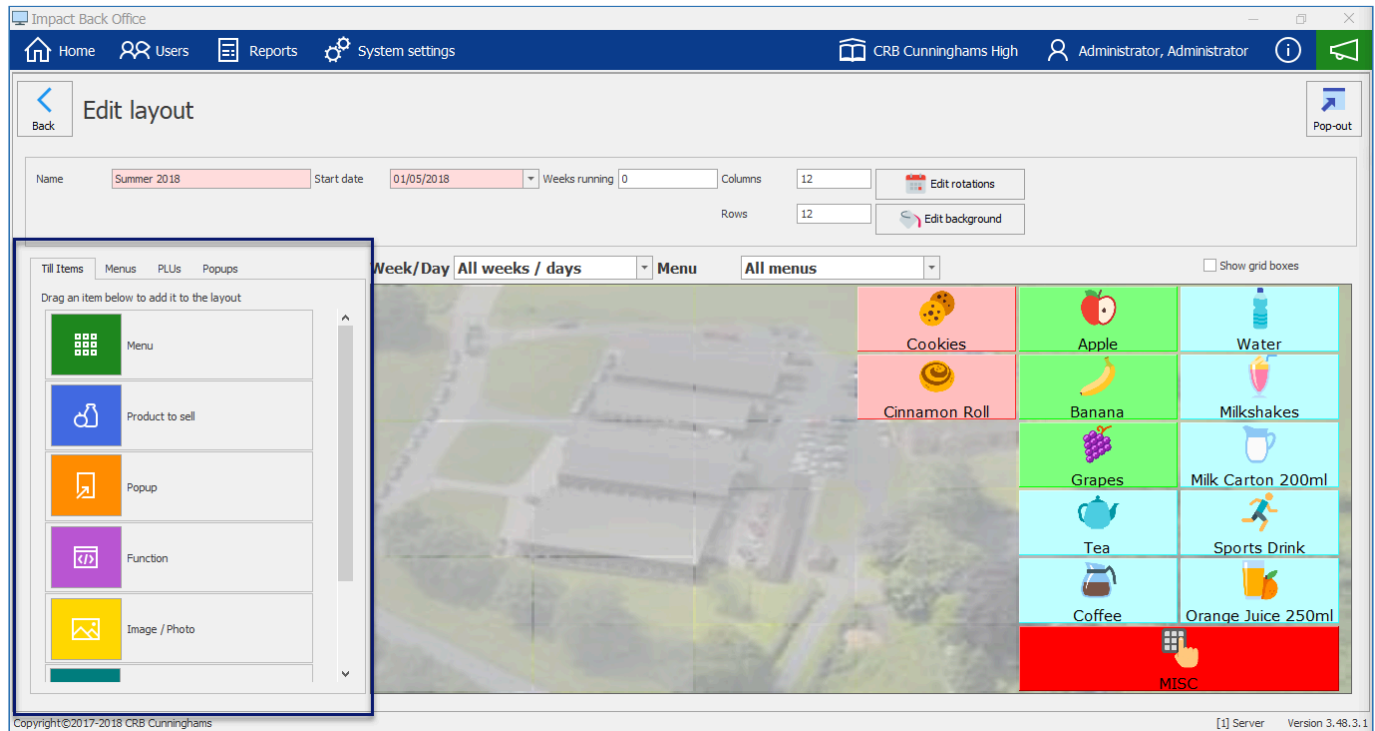 Impact Back Office
Home Users Reports System settings CRB Cunninghams High Administrator, Administrator
Back Edit layout Pop-out
Name Summer 2018 Start date 01/05/2018 Weeks running 0 Columns 12 Edit rotations
Rows 12 Edit background
Till Items Menus PLUs Popups
Week/Day All weeks / days Menu All menus Show grid boxes
Drag an item below to add it to the layout
Menu
Product to sell
Popup
Function
Image / Photo
Cookies Apple Water
Cinnamon Roll Banana Milkshakes
Grapes Milk Carton 200ml
Tea Sports Drink
Coffee Orange Juice 250ml
MISC
Copyright©2017-2018 CRB Cunninghams [1] Server Version 3.48.3.1